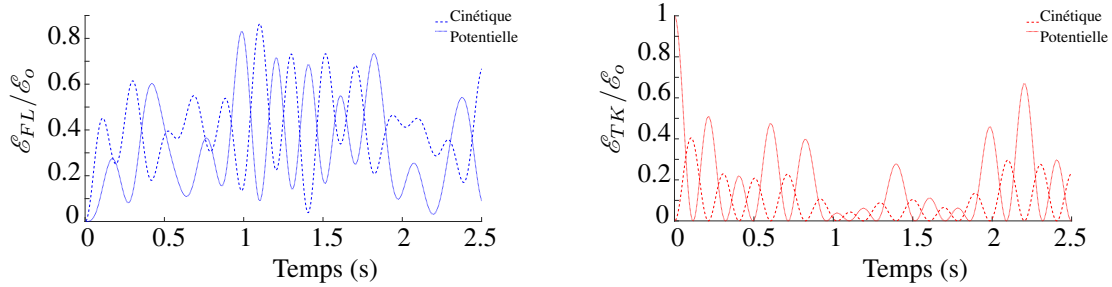 Cinétique
Potentielle
0.8
0.6
0.4
0.2
0
0 0.5 1 1.5 2 2.5
Temps (s)
ℰ_FL/ℰ_o
Cinétique
Potentielle
1
0.8
0.6
0.4
0.2
0
0 0.5 1 1.5 2 2.5
Temps (s)
ℰ_TK/ℰ_o